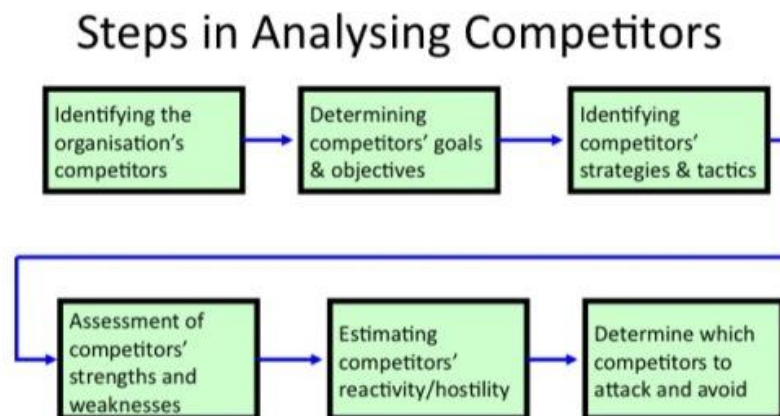 Steps in Analysing Competitors
Identifying the
organisation's
competitors
Determining
competitors' goals
& objectives
Identifying
competitors'
strategies & tactics
Assessment of
competitors'
strengths and
weaknesses
Estimating
competitors'
reactivity/hostility
Determine which
competitors to
attack and avoid